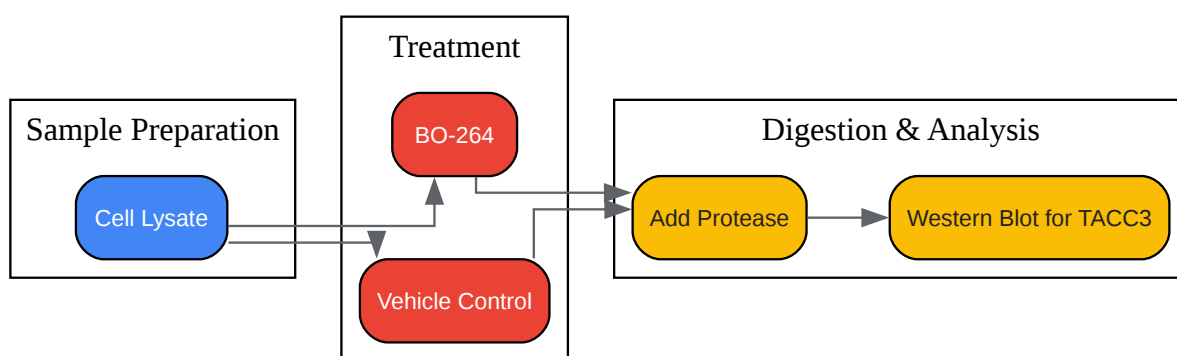 Sample Preparation
Cell Lysate
Treatment
BO-264
Vehicle Control
Digestion & Analysis
Add Protease
Western Blot for TACC3